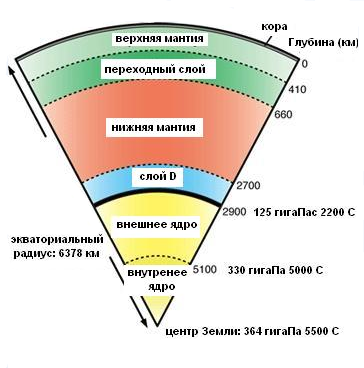 кора
верхняя мантия
Глубина (км)
0
переходный слой
410
660
нижняя мантия
слой D
2700
2900 125 гигаПас 2200 С
внешнее ядро
экваториальный
радиус: 6378 км
5100 330 гигаПа 5000 С
внутренее
ядро
центр Земли: 364 гигаПа 5500 С